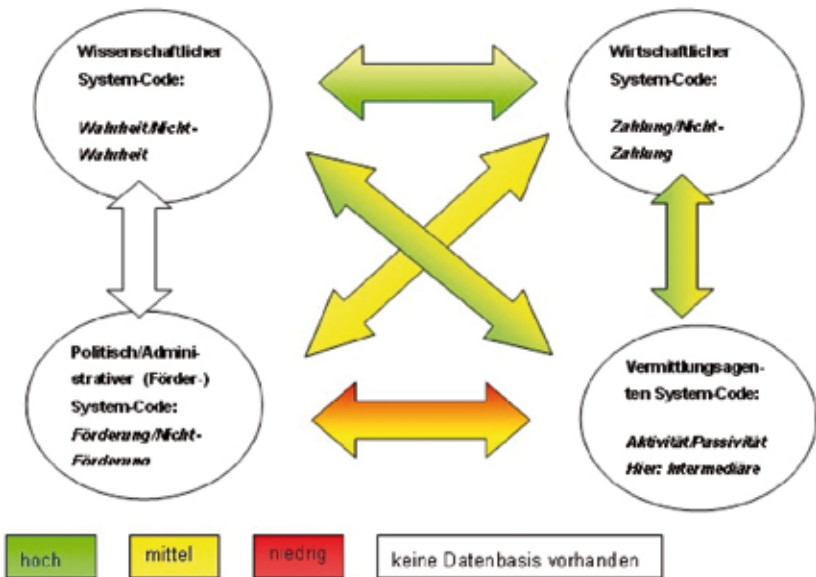 Wissenschaftlicher
System-Code:
Wahrheit/Nicht-
Wahrheit
Wirtschaftlicher
System-Code:
Zahlung/Nicht-
Zahlung
Politisch/Admini-
strativer (Förder-)
System-Code:
Förderung/Nicht-
Förderung
Vermittlungsagen-
ten System-Code:
Aktivität/Passivität
Hier: Intermediäre
hoch
mittel
niedrig
keine Datenbasis vorhanden